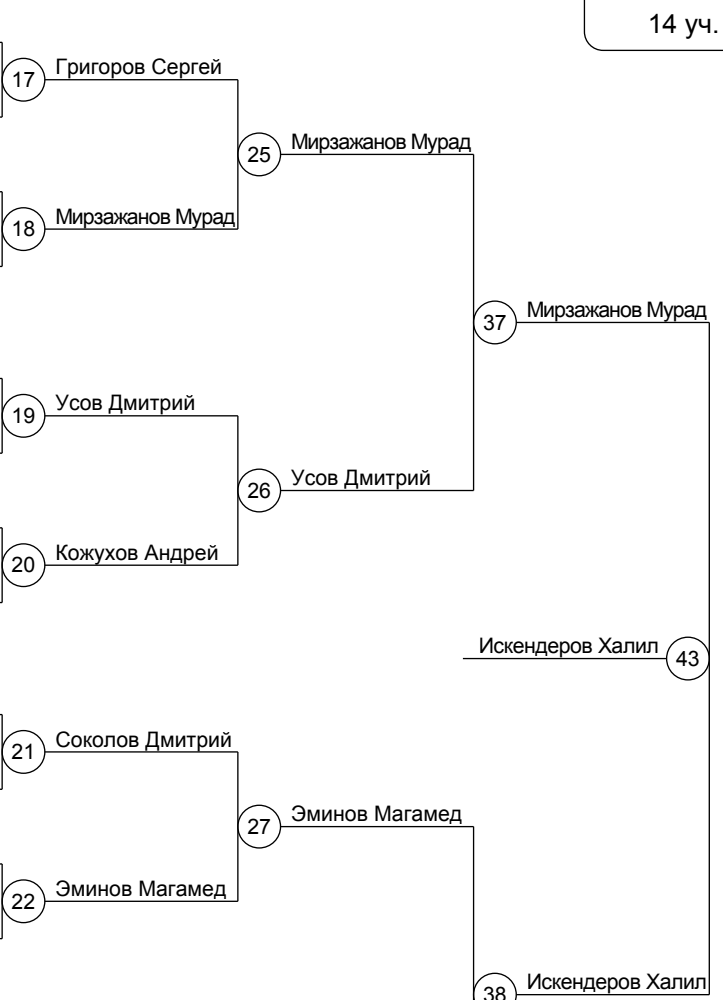 14 уч.
17 Григоров Сергей
25 Мирзажанов Мурад
18 Мирзажанов Мурад
37 Мирзажанов Мурад
19 Усов Дмитрий
26 Усов Дмитрий
20 Кожухов Андрей
Искендеров Халил 43
21 Соколов Дмитрий
27 Эминов Магамед
22 Эминов Магамед
38 Искендеров Халил